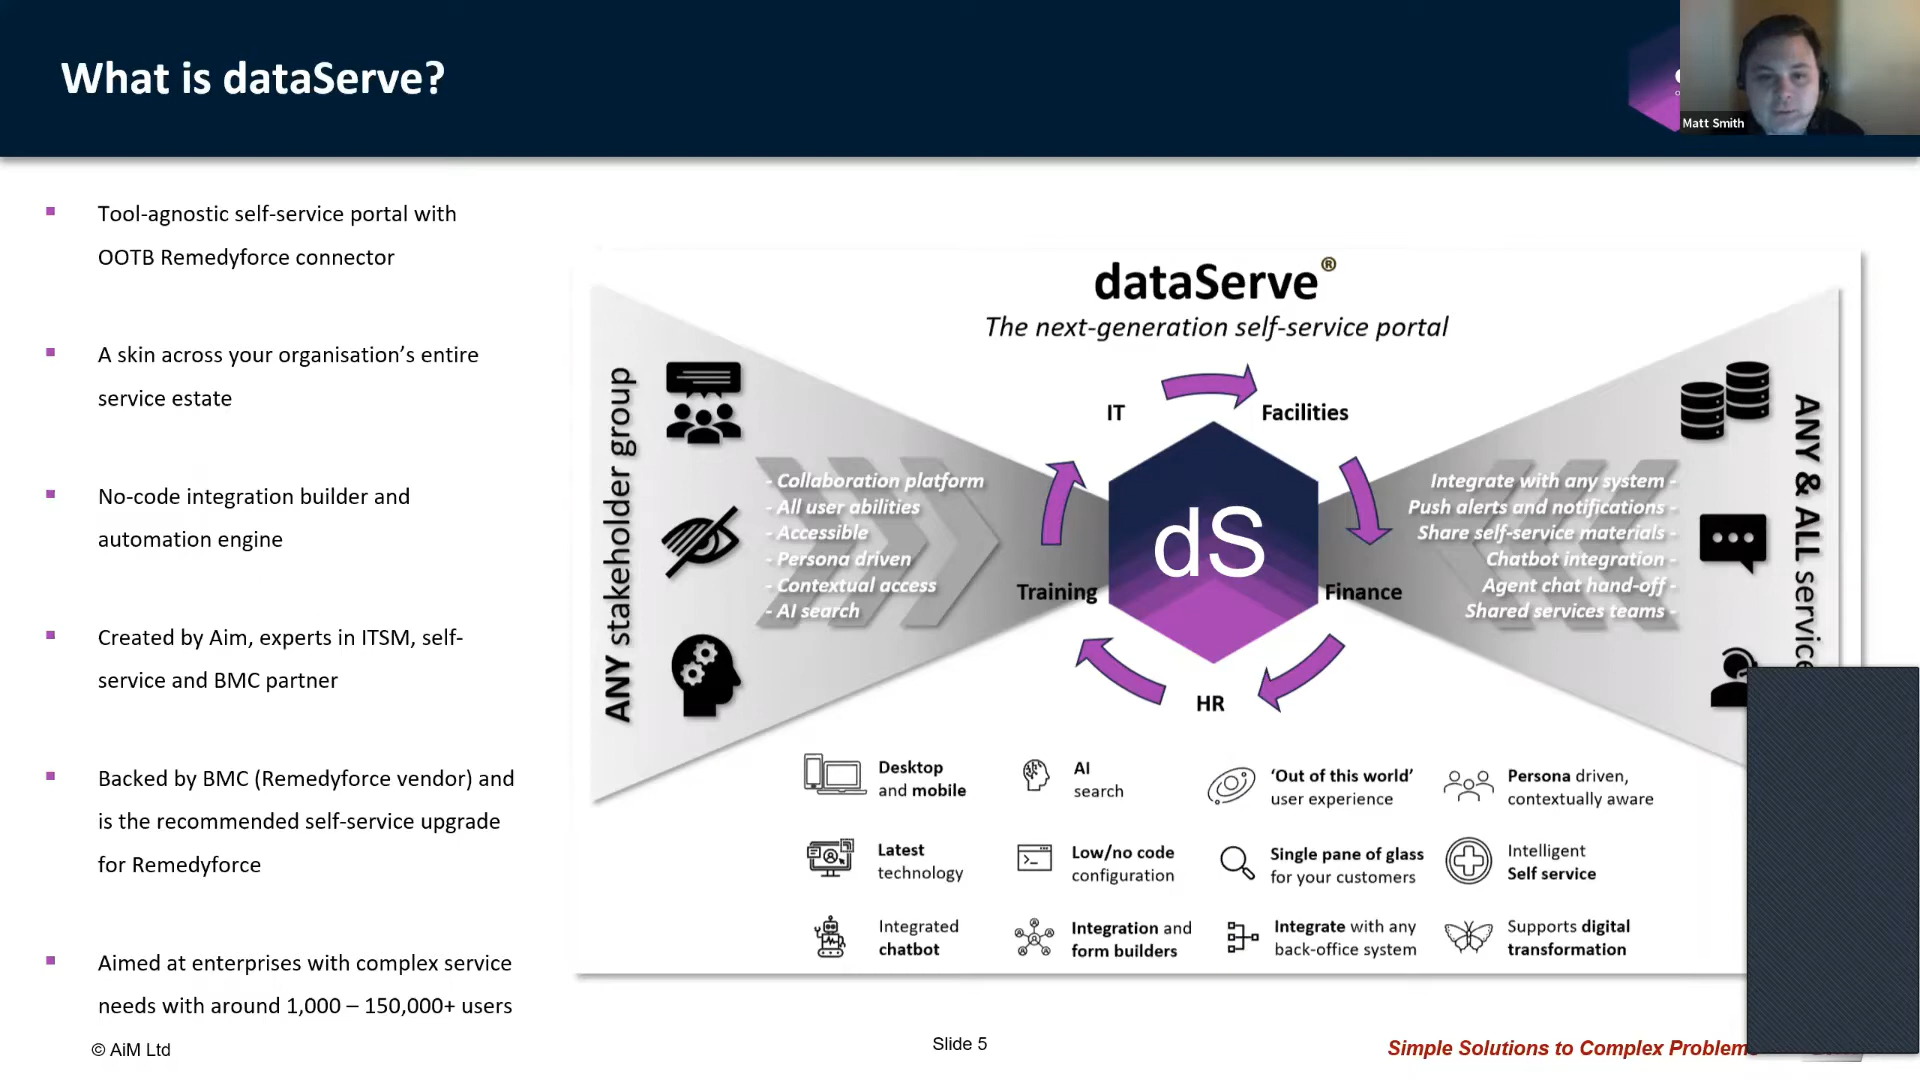 What is dataServe?
Matt Smith
Tool-agnostic self-service portal with
OOTB Remedyforce connector
A skin across your organisation’s entire
service estate
No-code integration builder and
automation engine
Created by Aim, experts in ITSM, self-
service and BMC partner
Backed by BMC (Remedyforce vendor) and
is the recommended self-service upgrade
for Remedyforce
Aimed at enterprises with complex service
needs with around 1,000 – 150,000+ users
dataServe®
The next-generation self-service portal
ANY stakeholder group
- Collaboration platform
- All user abilities
- Accessible
- Persona driven
- Contextual access
- AI search
IT
Facilities
Training
dS
Finance
HR
Integrate with any system -
Push alerts and notifications -
Share self-service materials -
Chatbot integration -
Agent chat hand-off -
Shared services teams -
ANY & ALL service
Desktop
and mobile
AI
search
‘Out of this world’
user experience
Persona driven,
contextually aware
Latest
technology
Low/no code
configuration
Single pane of glass
for your customers
Intelligent
Self service
Integrated
chatbot
Integration and
form builders
Integrate with any
back-office system
Supports digital
transformation
© AiM Ltd
Slide 5
Simple Solutions to Complex Problems